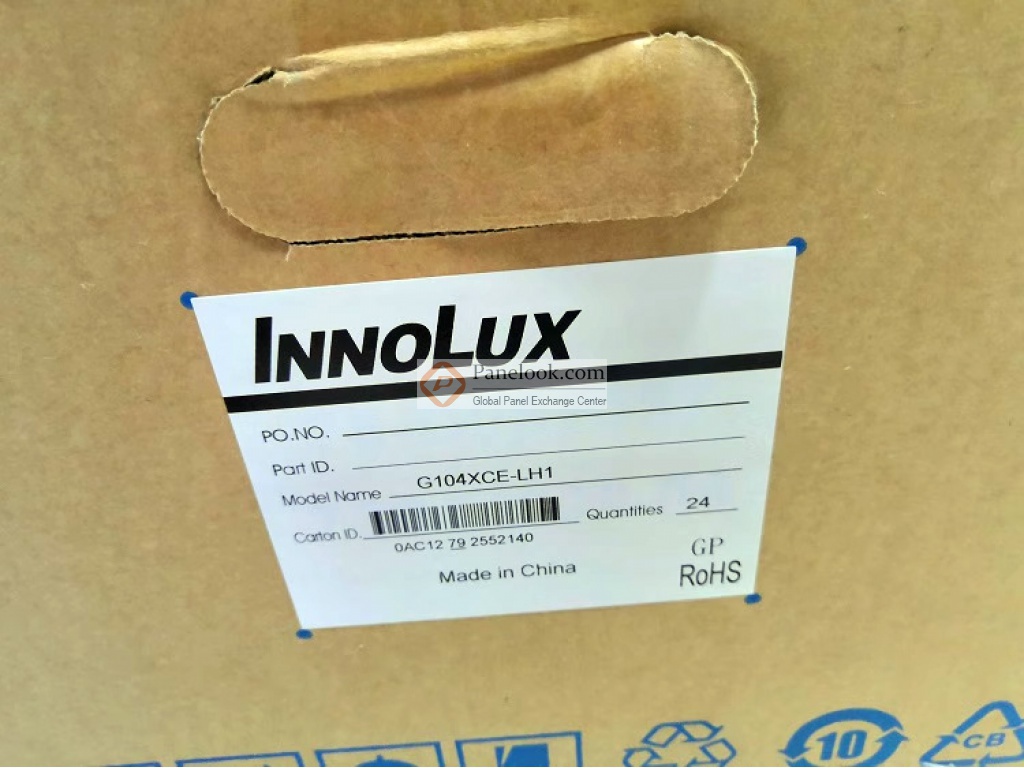 INNOLUX
Panelook.com
Global Panel Exchange Center
PO.NO.
Part ID.
Model Name G104XCE-LH1
Carton ID. Quantities 24
0AC12 79 2552140
Made in China
GP
RoHS
10
CB